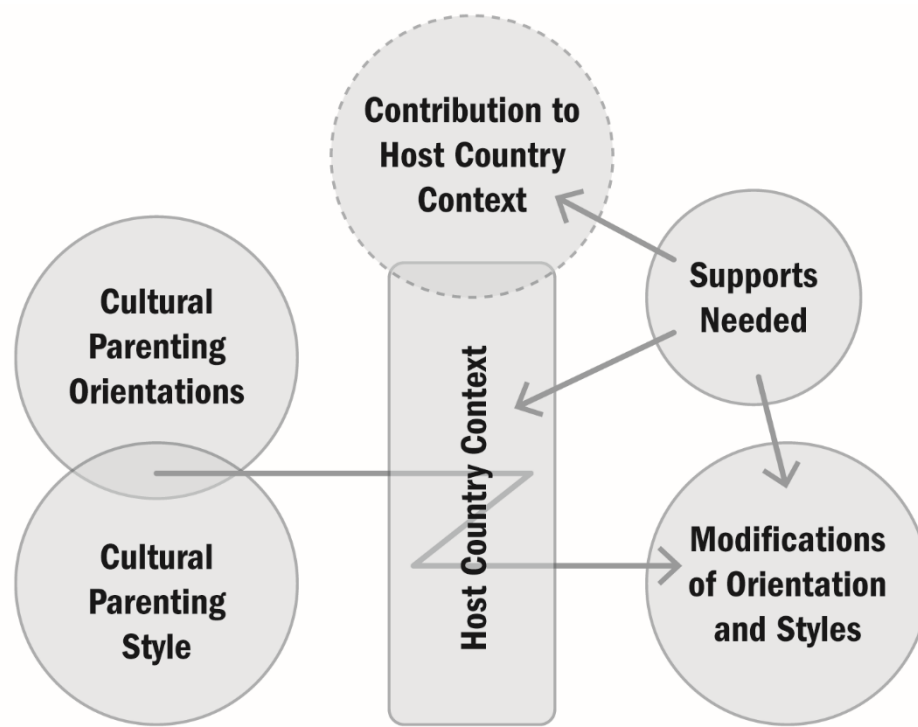 Contribution to
Host Country
Context
Supports
Needed
Cultural
Parenting
Orientations
Host Country Context
Cultural
Parenting
Style
Modifications
of Orientation
and Styles